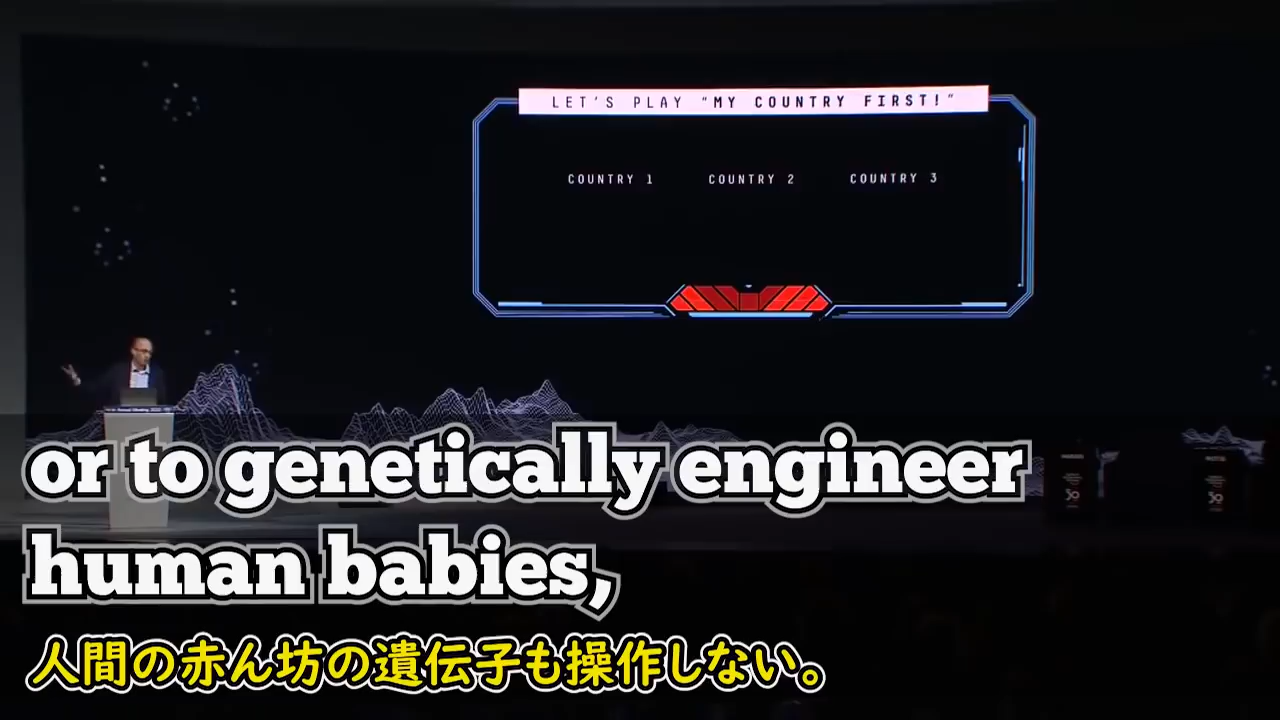 LET'S PLAY "MY COUNTRY FIRST!"
COUNTRY 1 COUNTRY 2 COUNTRY 3
or to genetically engineer
human babies,
人間の赤ん坊の遺伝子も操作しない。